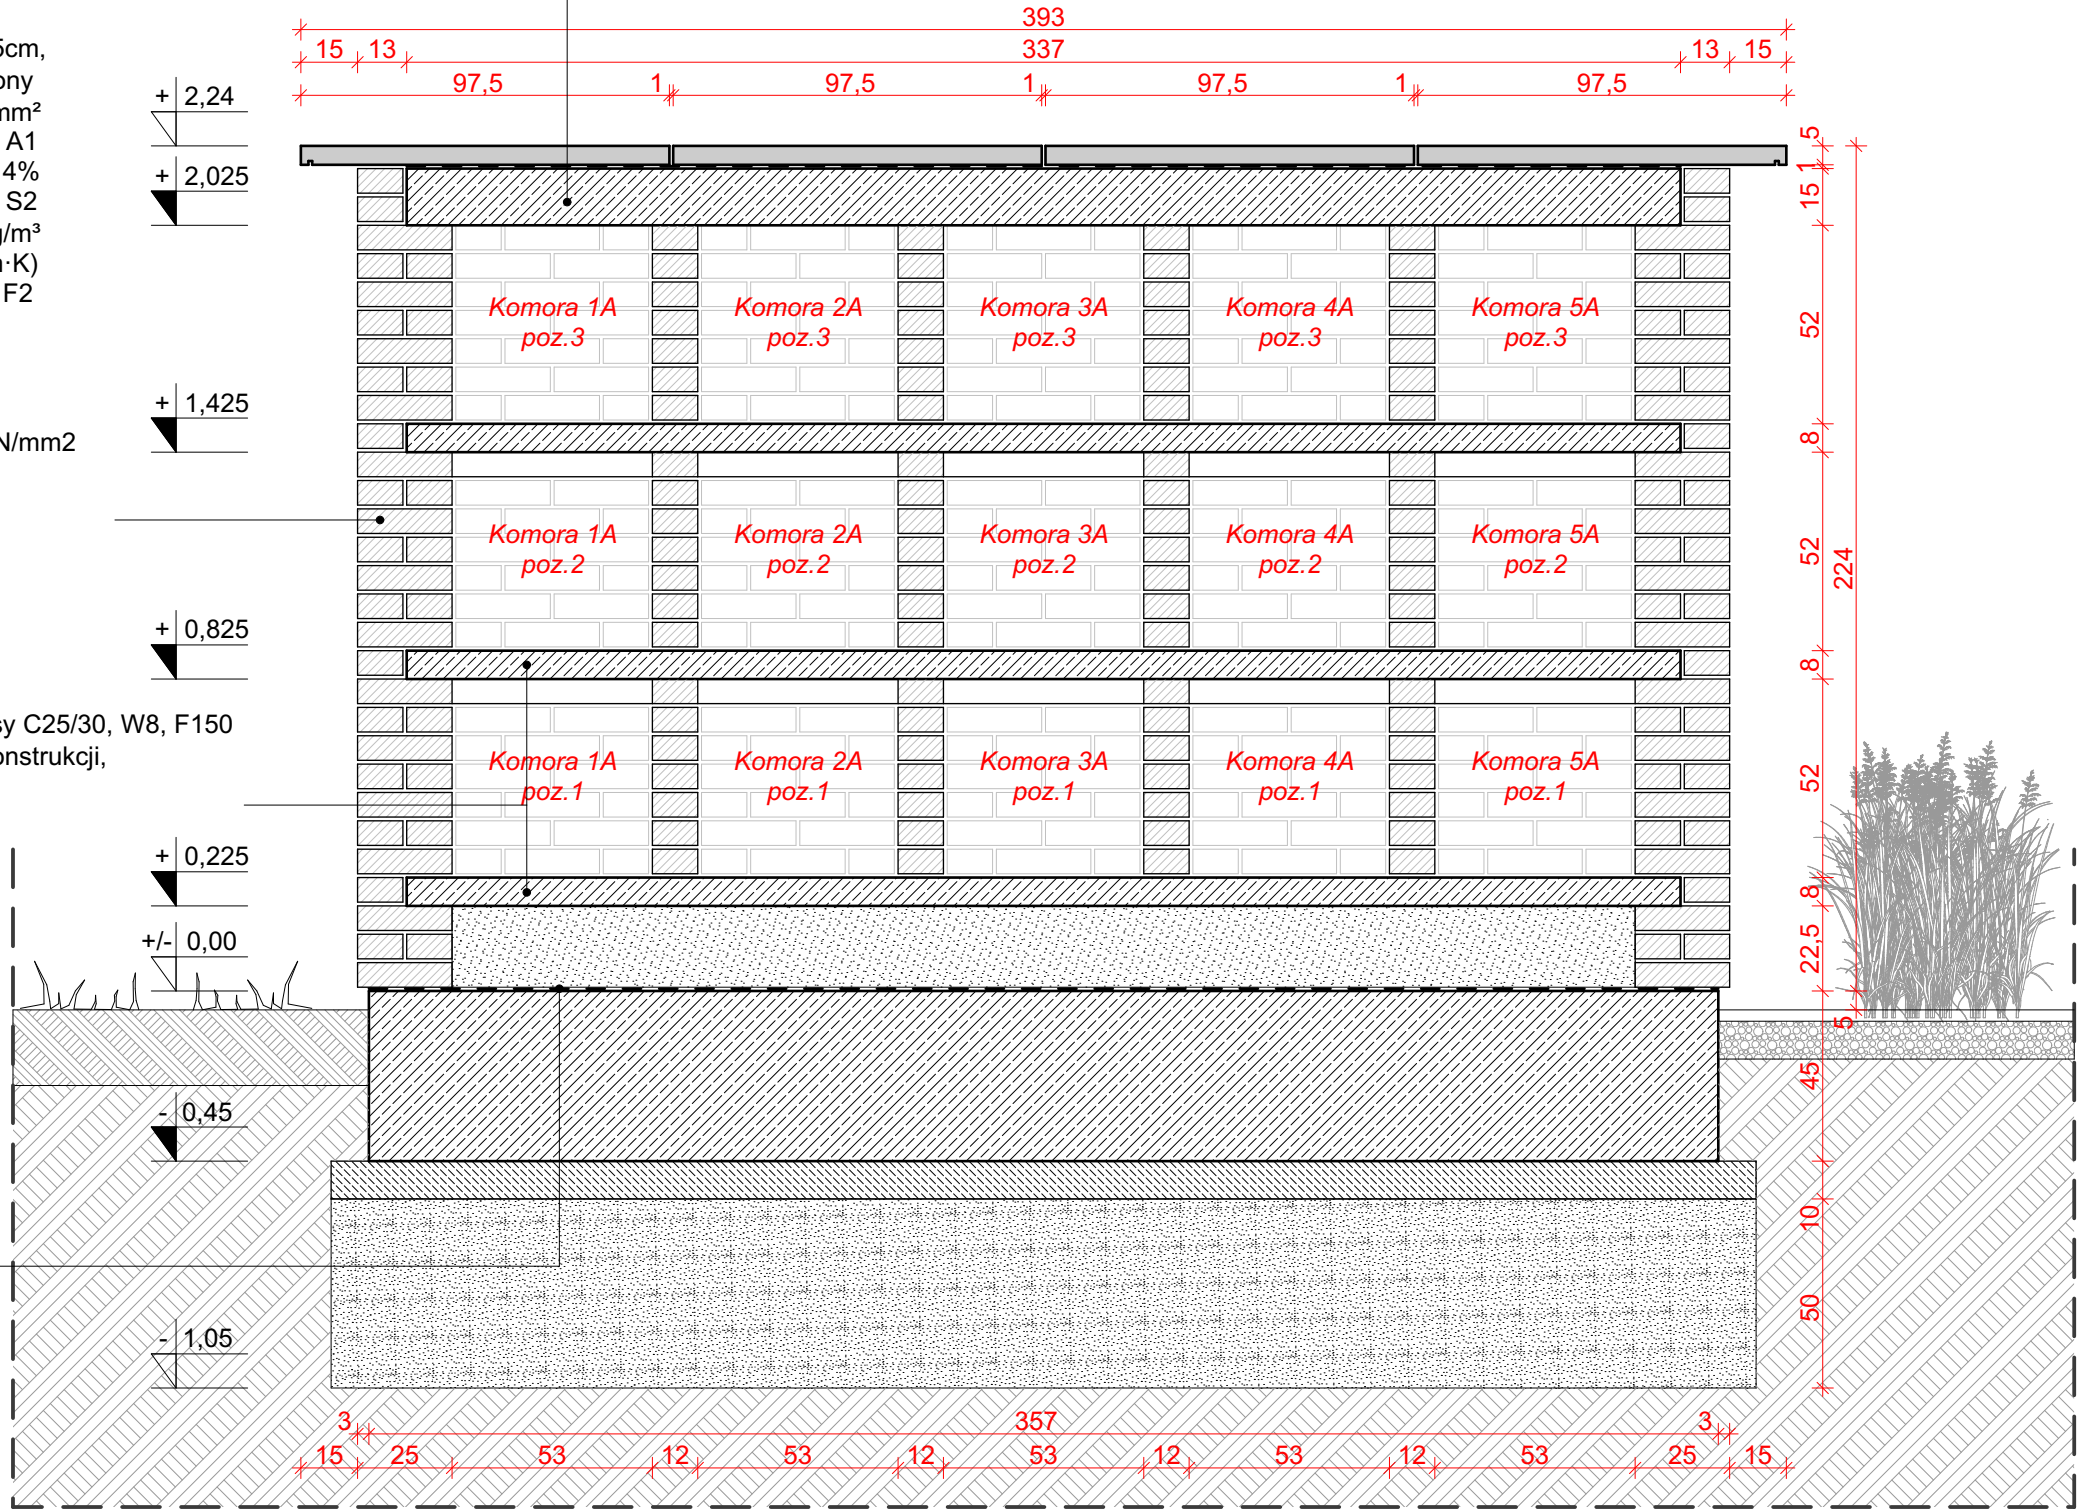 393
15 13 337 13 15
97,5 1 97,5 1 97,5 1 97,5
5cm,
ony
mm²
A1
4%
S2
g/m³
n·K)
F2
N/mm2
sy C25/30, W8, F150
onstrukcji,
+ 2,24
+ 2,025
+ 1,425
+ 0,825
+ 0,225
+/- 0,00
- 0,45
- 1,05
Komora 1A
poz.3
Komora 2A
poz.3
Komora 3A
poz.3
Komora 4A
poz.3
Komora 5A
poz.3
Komora 1A
poz.2
Komora 2A
poz.2
Komora 3A
poz.2
Komora 4A
poz.2
Komora 5A
poz.2
Komora 1A
poz.1
Komora 2A
poz.1
Komora 3A
poz.1
Komora 4A
poz.1
Komora 5A
poz.1
5
1
15
52
8
52
224
8
52
8
22,5
5
45
10
50
3 357 3
15 25 53 12 53 12 53 12 53 12 53 25 15